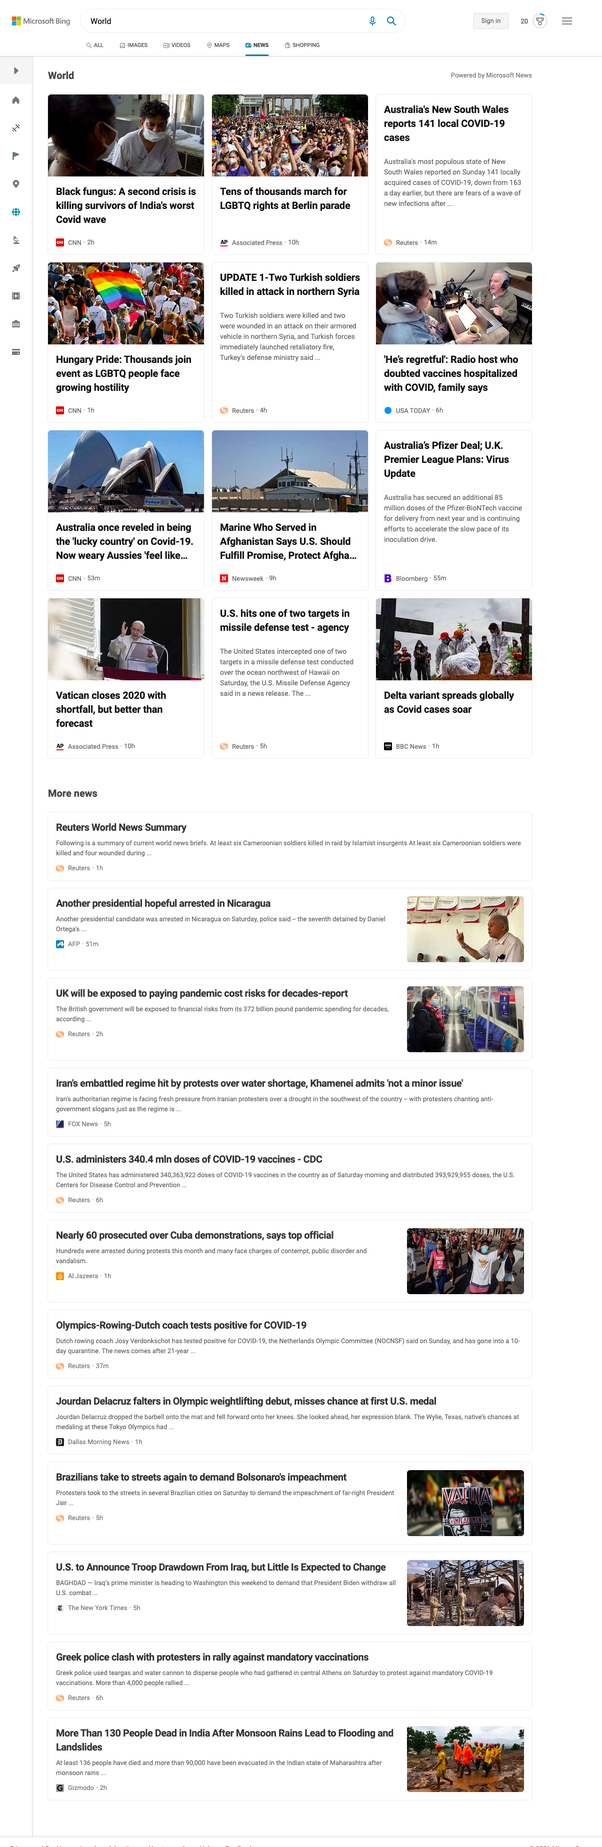 Microsoft Bing
World
Sign in
20
ALL
IMAGES
VIDEOS
MAPS
NEWS
SHOPPING
World
Powered by Microsoft News
Black fungus: A second crisis is
killing survivors of India's worst
Covid wave
CNN · 2h
Tens of thousands march for
LGBTQ rights at Berlin parade
AP Associated Press · 10h
Australia's New South Wales
reports 141 local COVID-19
cases
Australia's most populous state of New
South Wales reported on Sunday 141 locally
acquired cases of COVID-19, down from 163
a day earlier, but there are fears of a wave of
new infections after ...
Reuters · 14m
Hungary Pride: Thousands join
event as LGBTQ people face
growing hostility
CNN · 1h
UPDATE 1-Two Turkish soldiers
killed in attack in northern Syria
Two Turkish soldiers were killed and two
were wounded in an attack on their armored
vehicle in northern Syria, and Turkish forces
immediately launched retaliatory fire,
Turkey's defense ministry said ...
Reuters · 4h
'He's regretful': Radio host who
doubted vaccines hospitalized
with COVID, family says
USA TODAY · 6h
Australia once reveled in being
the 'lucky country' on Covid-19.
Now weary Aussies 'feel like...
CNN · 53m
Marine Who Served in
Afghanistan Says U.S. Should
Fulfill Promise, Protect Afgha...
N Newsweek · 9h
Australia's Pfizer Deal; U.K.
Premier League Plans: Virus
Update
Australia has secured an additional 85
million doses of the Pfizer-BioNTech vaccine
for delivery from next year and is continuing
efforts to accelerate the slow pace of its
inoculation drive.
B Bloomberg · 55m
Vatican closes 2020 with
shortfall, but better than
forecast
AP Associated Press · 10h
U.S. hits one of two targets in
missile defense test - agency
The United States intercepted one of two
targets in a missile defense test conducted
over the ocean northwest of Hawaii on
Saturday, the U.S. Missile Defense Agency
said in a news release. The ...
Reuters · 5h
Delta variant spreads globally
as Covid cases soar
BBC News · 1h
More news
Reuters World News Summary
Following is a summary of current world news briefs. At least six Cameroonian soldiers killed in raid by Islamist insurgents At least six Cameroonian soldiers were
killed and four wounded during ...
Reuters · 1h
Another presidential hopeful arrested in Nicaragua
Another presidential candidate was arrested in Nicaragua on Saturday, police said – the seventh detained by Daniel
Ortega's ...
AFP · 51m
UK will be exposed to paying pandemic cost risks for decades-report
The British government will be exposed to financial risks from its 372 billion pound pandemic spending for decades,
according ...
Reuters · 2h
Iran's embattled regime hit by protests over water shortage, Khamenei admits 'not a minor issue'
Iran's authoritarian regime is facing fresh pressure from Iranian protesters over a drought in the southwest of the country – with protesters chanting anti-
government slogans just as the regime is ...
FOX News · 5h
U.S. administers 340.4 mln doses of COVID-19 vaccines - CDC
The United States has administered 340,363,922 doses of COVID-19 vaccines in the country as of Saturday morning and distributed 393,929,955 doses, the U.S.
Centers for Disease Control and Prevention ...
Reuters · 6h
Nearly 60 prosecuted over Cuba demonstrations, says top official
Hundreds were arrested during protests this month and many face charges of contempt, public disorder and
vandalism.
Al Jazeera · 1h
Olympics-Rowing-Dutch coach tests positive for COVID-19
Dutch rowing coach Josy Verdonkschot has tested positive for COVID-19, the Netherlands Olympic Committee (NOCNSF) said on Sunday, and has gone into a 10-
day quarantine. The news comes after 21-year ...
Reuters · 37m
Jourdan Delacruz falters in Olympic weightlifting debut, misses chance at first U.S. medal
Jourdan Delacruz dropped the barbell onto the mat and fell forward onto her knees. She looked ahead, her expression blank. The Wylie, Texas, native's chances at
medaling at these Tokyo Olympics had ...
Dallas Morning News · 1h
Brazilians take to streets again to demand Bolsonaro's impeachment
Protesters took to the streets in several Brazilian cities on Saturday to demand the impeachment of far-right President
Jair ...
Reuters · 5h
U.S. to Announce Troop Drawdown From Iraq, but Little Is Expected to Change
BAGHDAD — Iraq's prime minister is heading to Washington this weekend to demand that President Biden withdraw all
U.S. combat ...
The New York Times · 5h
Greek police clash with protesters in rally against mandatory vaccinations
Greek police used teargas and water cannon to disperse people who had gathered in central Athens on Saturday to protest against mandatory COVID-19
vaccinations. More than 4,000 people rallied ...
Reuters · 6h
More Than 130 People Dead in India After Monsoon Rains Lead to Flooding and
Landslides
At least 136 people have died and more than 90,000 have been evacuated in the Indian state of Maharashtra after
monsoon rains ...
G Gizmodo · 2h